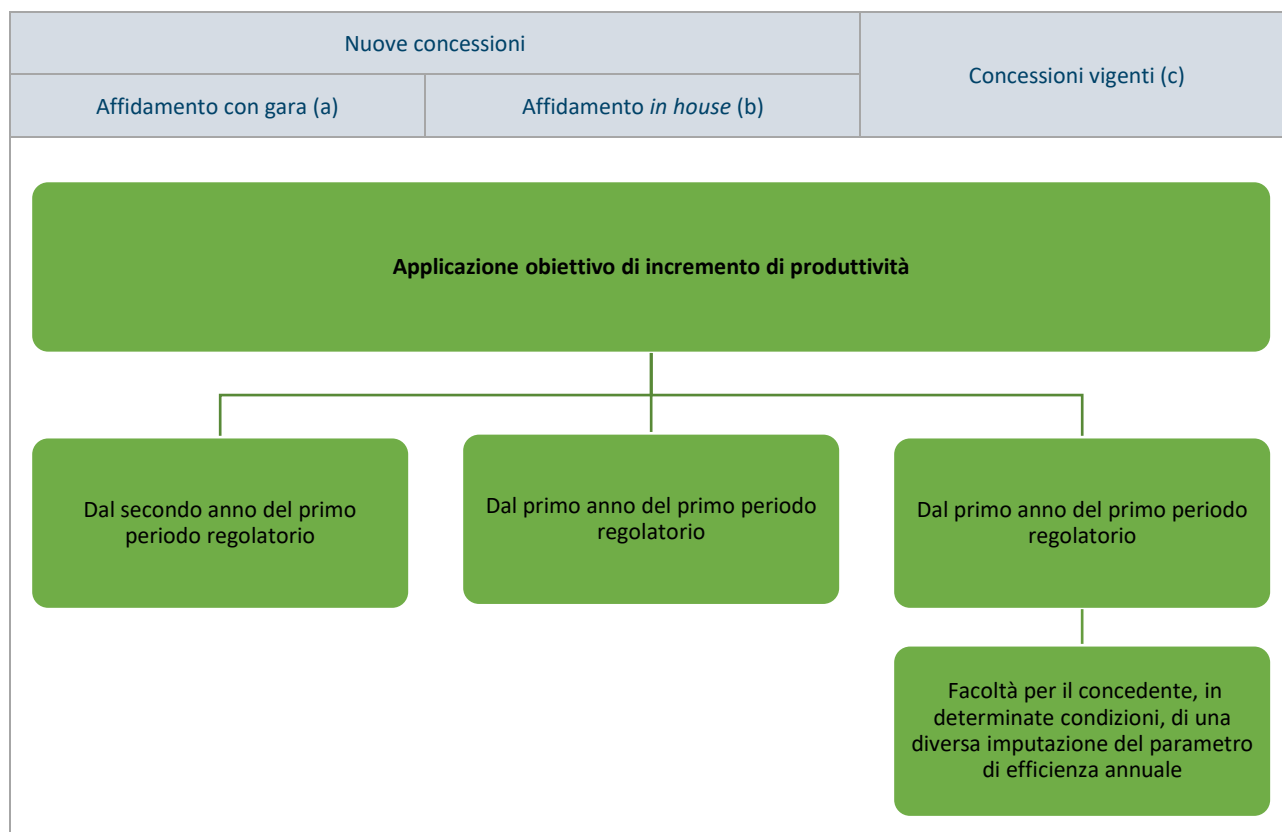 Nuove concessioni
Concessioni vigenti (c)
Affidamento con gara (a)
Affidamento in house (b)
Applicazione obiettivo di incremento di produttività
Dal secondo anno del primo
periodo regolatorio
Dal primo anno del primo periodo
regolatorio
Dal primo anno del primo periodo
regolatorio
Facoltà per il concedente, in
determinate condizioni, di una
diversa imputazione del parametro
di efficienza annuale